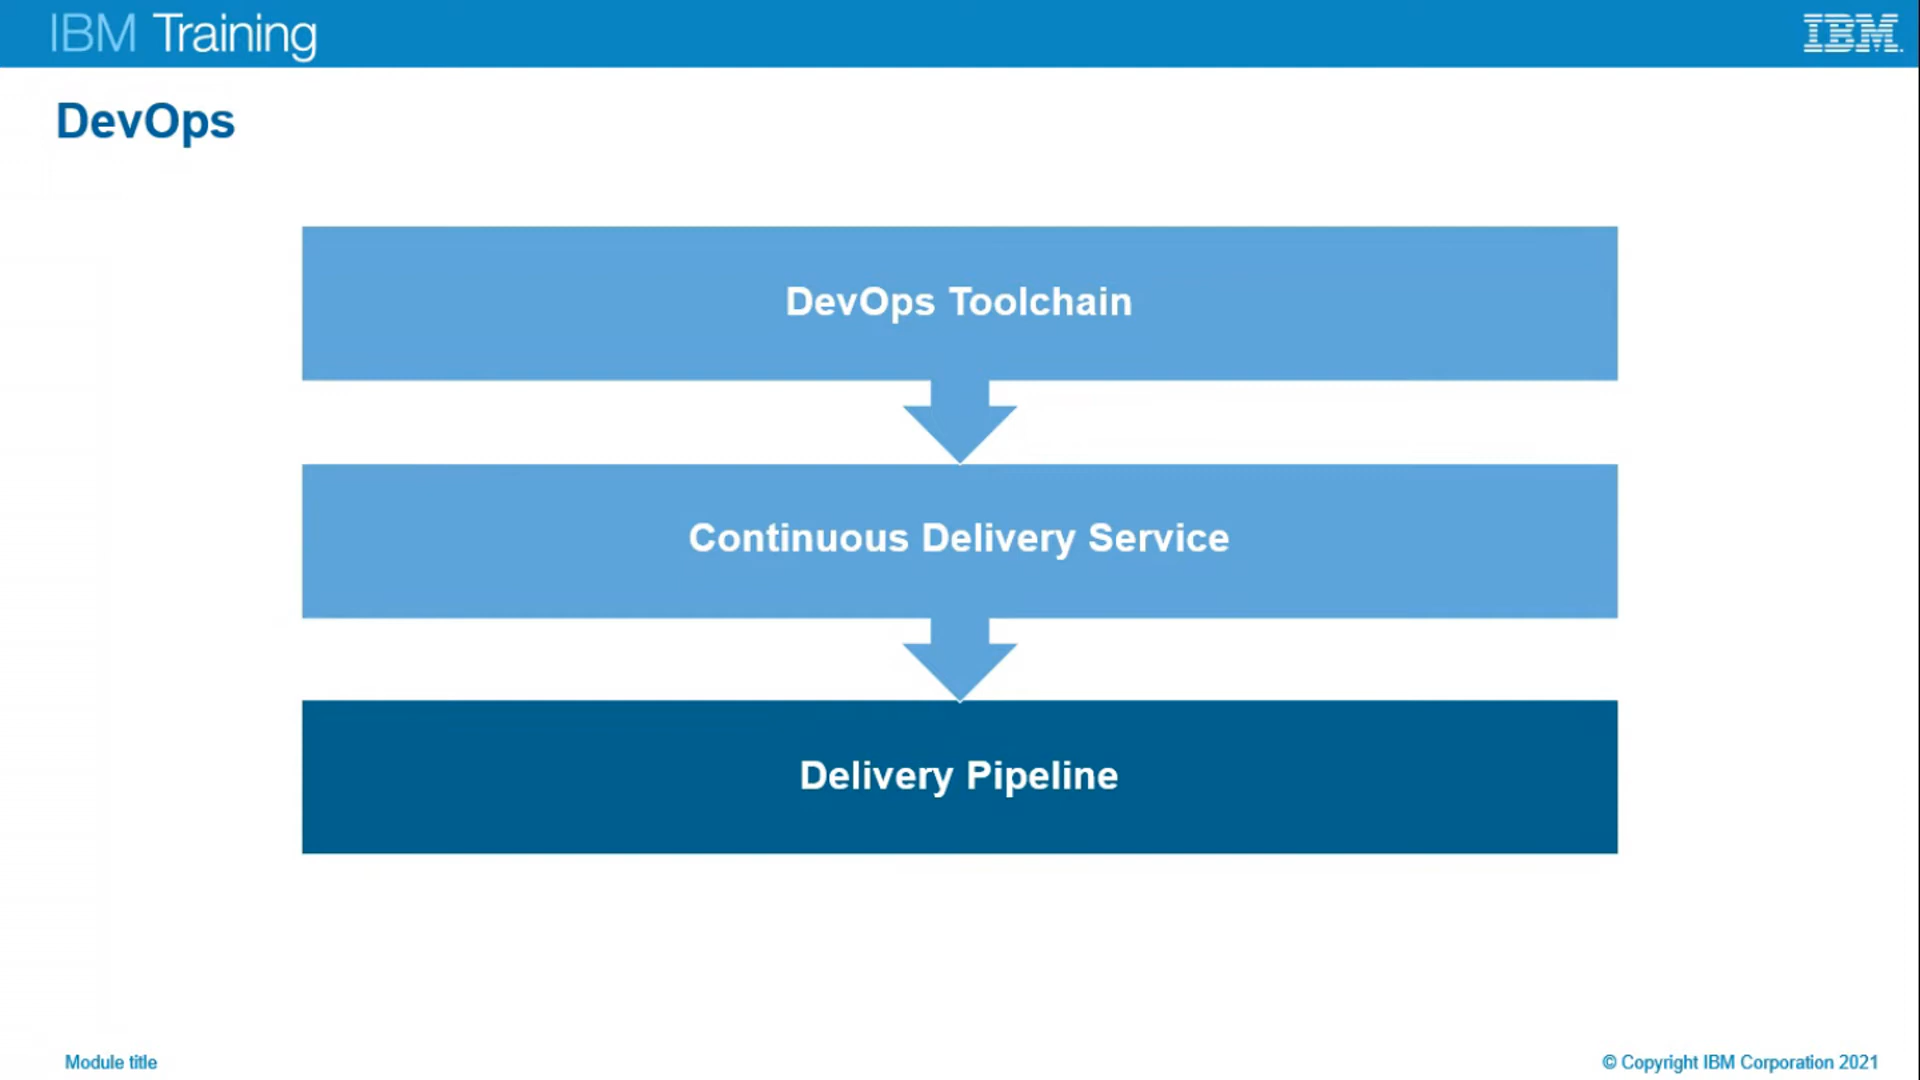 IBM Training
IBM
DevOps
DevOps Toolchain
Continuous Delivery Service
Delivery Pipeline
Module title
© Copyright IBM Corporation 2021